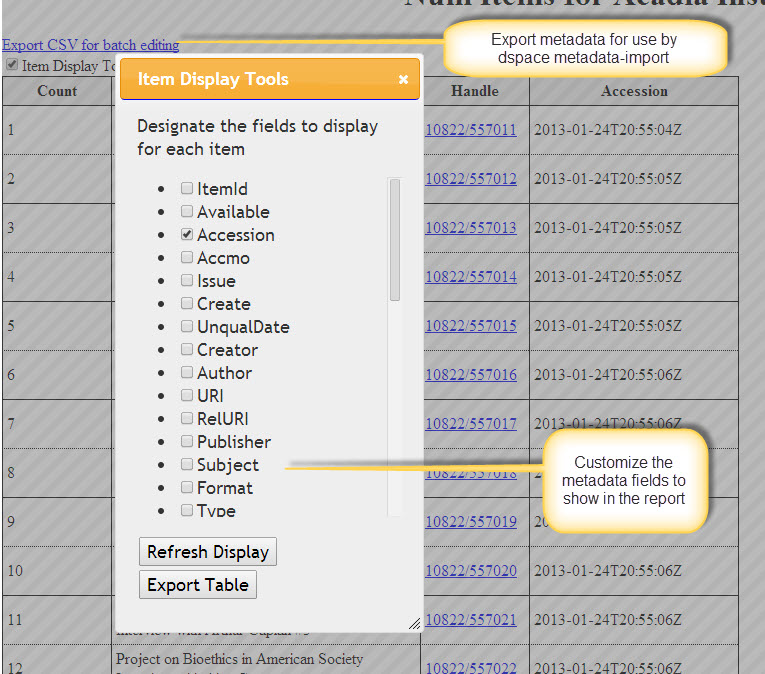 Num Items for Acadia Inst
Export CSV for batch editing
Export metadata for use by
dspace metadata-import
Item Display To
Item Display Tools
Count
Handle
Accession
Designate the fields to display
for each item
ItemId
Available
Accession
Accmo
Issue
Create
UnqualDate
Creator
Author
URI
RelURI
Publisher
Subject
Format
Type
Refresh Display
Export Table
Customize the
metadata fields to
show in the report
1
10822/557011
2013-01-24T20:55:04Z
2
10822/557012
2013-01-24T20:55:05Z
3
10822/557013
2013-01-24T20:55:05Z
4
10822/557014
2013-01-24T20:55:05Z
5
10822/557015
2013-01-24T20:55:05Z
6
10822/557016
2013-01-24T20:55:06Z
7
10822/557017
2013-01-24T20:55:06Z
8
10822/557018
9
10822/557019
20
10
10822/557020
2013-01-24T20:55:06Z
11
10822/557021
2013-01-24T20:55:06Z
Interview with Arthur Caplan
12
Project on Bioethics in American Society
10822/557022
2013-01-24T20:55:06Z